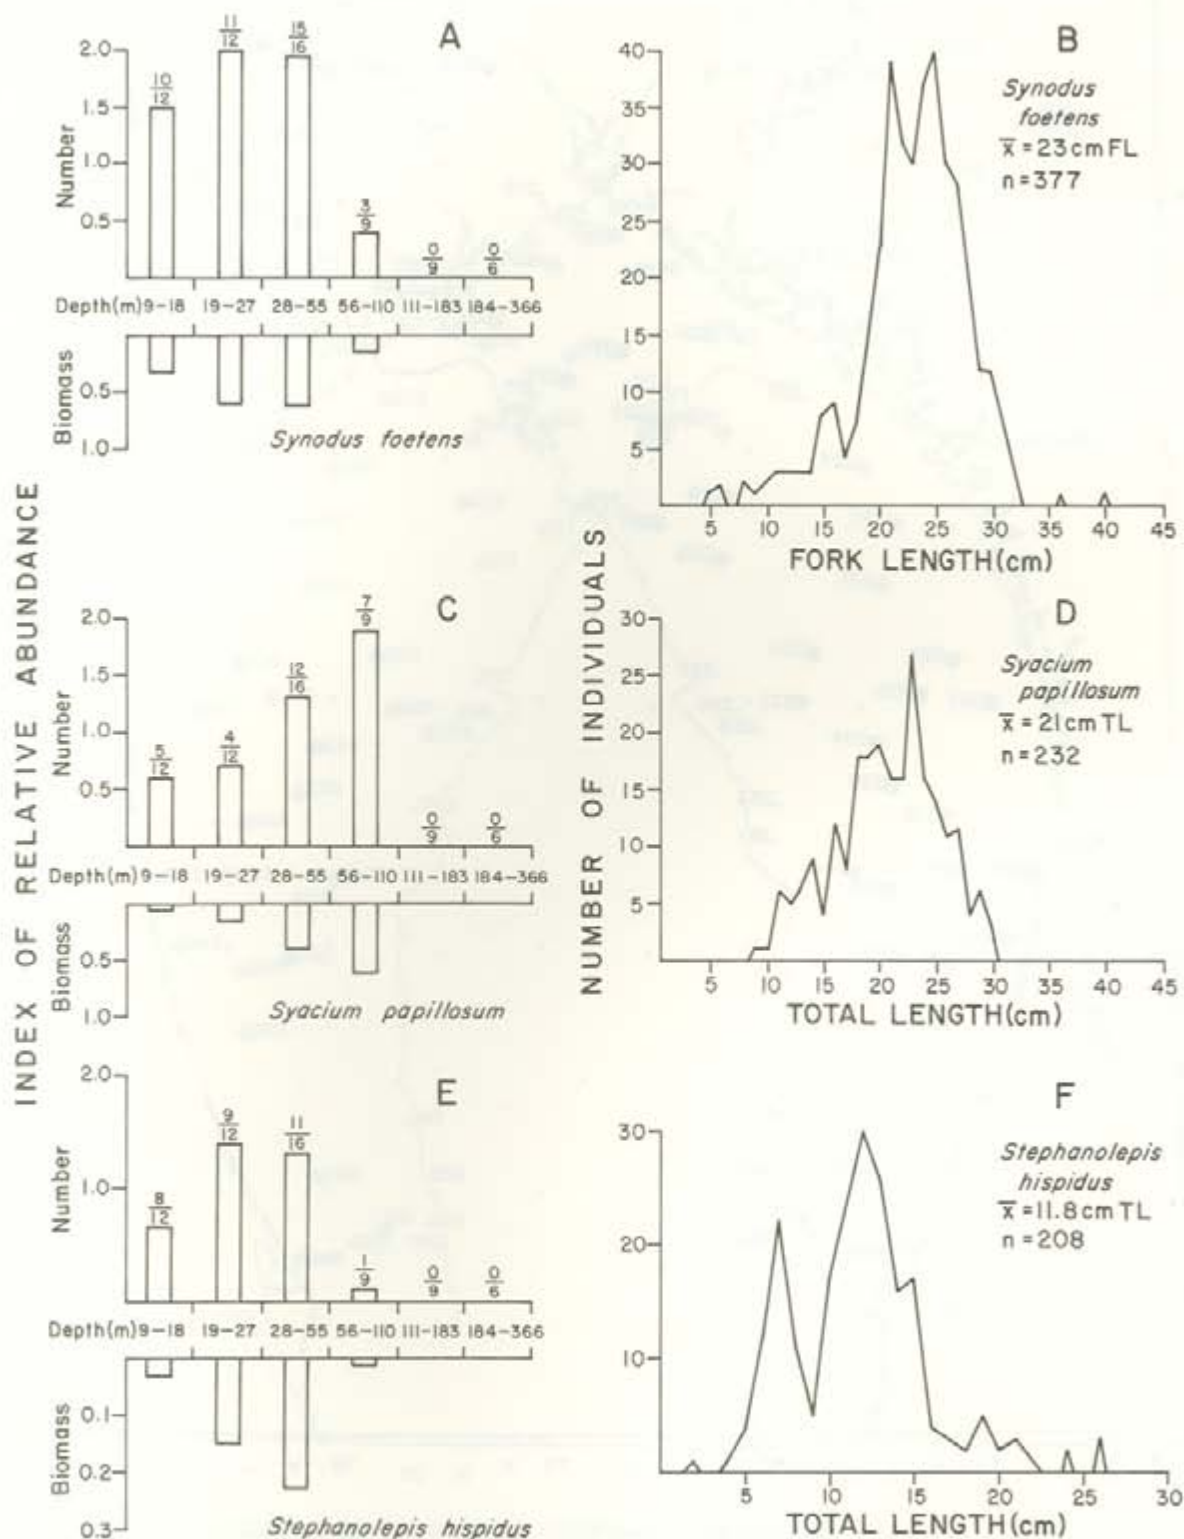 INDEX OF RELATIVE ABUNDANCE
A
Number
2.0
1.5
1.0
0.5
10/12
11/12
15/16
3/9
0/9
0/6
Depth(m) 9-18 19-27 28-55 56-110 111-183 184-366
Biomass
0.5
1.0
Synodus foetens
C
Number
2.0
1.5
1.0
0.5
4/12
12/16
7/9
0/9
0/6
Depth(m) 9-18 19-27 28-55 56-110 111-183 184-366
Biomass
0.5
1.0
Syacium papillosum
E
Number
2.0
1.0
8/12
9/12
11/16
1/9
0/9
0/6
Depth(m) 9-18 19-27 28-55 56-110 111-183 184-366
Biomass
0.1
0.2
0.3
Stephanolepis hispidus
NUMBER OF INDIVIDUALS
B
Synodus
foetens
x̄ = 23 cm FL
n = 377
40
35
30
20
15
10
5
5 10 15 20 25 30 35 40 45
FORK LENGTH(cm)
D
Syacium
papillosum
x̄ = 21 cm TL
n = 232
30
25
20
15
10
5
5 10 15 20 25 30 35 40 45
TOTAL LENGTH(cm)
F
Stephanolepis
hispidus
x̄ = 11.8 cm TL
n = 208
30
20
10
5 10 15 20 25 30
TOTAL LENGTH(cm)